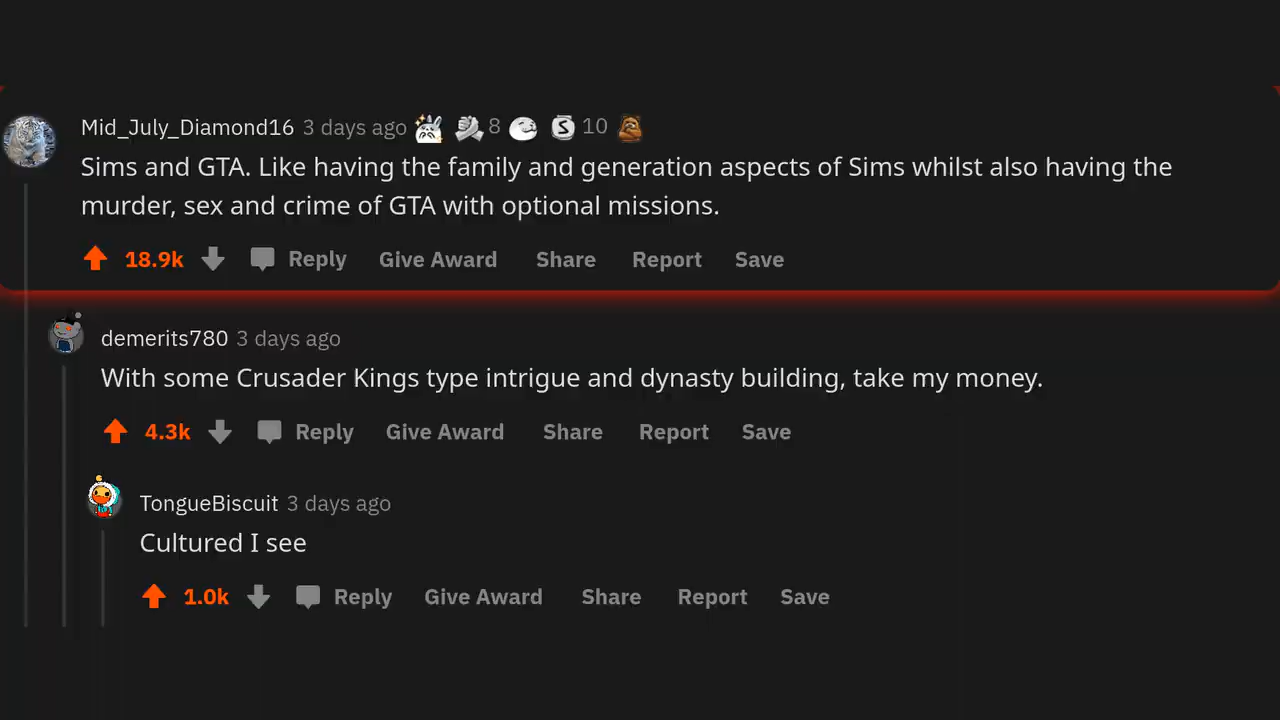 Mid_July_Diamond16 3 days ago 8 10
Sims and GTA. Like having the family and generation aspects of Sims whilst also having the
murder, sex and crime of GTA with optional missions.
18.9k Reply Give Award Share Report Save
demerits780 3 days ago
With some Crusader Kings type intrigue and dynasty building, take my money.
4.3k Reply Give Award Share Report Save
TongueBiscuit 3 days ago
Cultured I see
1.0k Reply Give Award Share Report Save